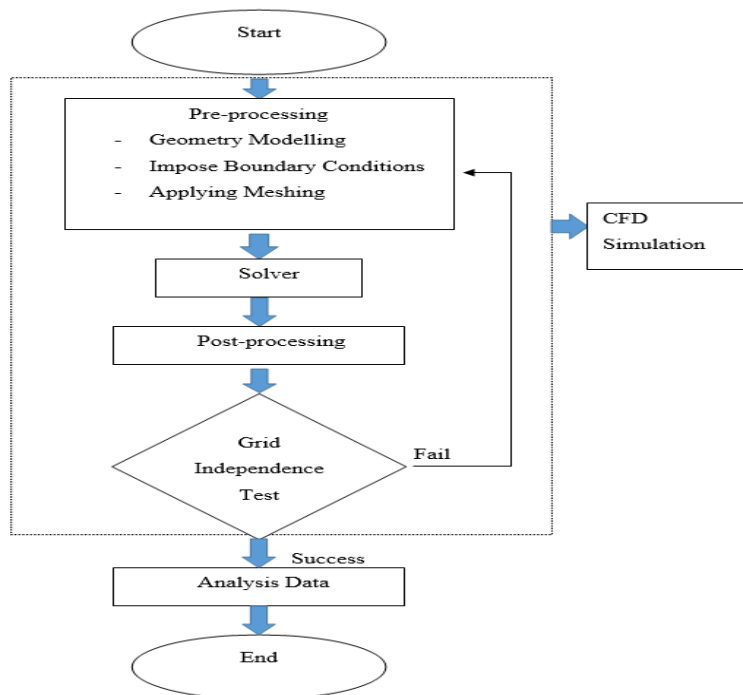 Start
Pre-processing
- Geometry Modelling
- Impose Boundary Conditions
- Applying Meshing
CFD
Simulation
Solver
Post-processing
Grid
Independence
Test
Fail
Success
Analysis Data
End